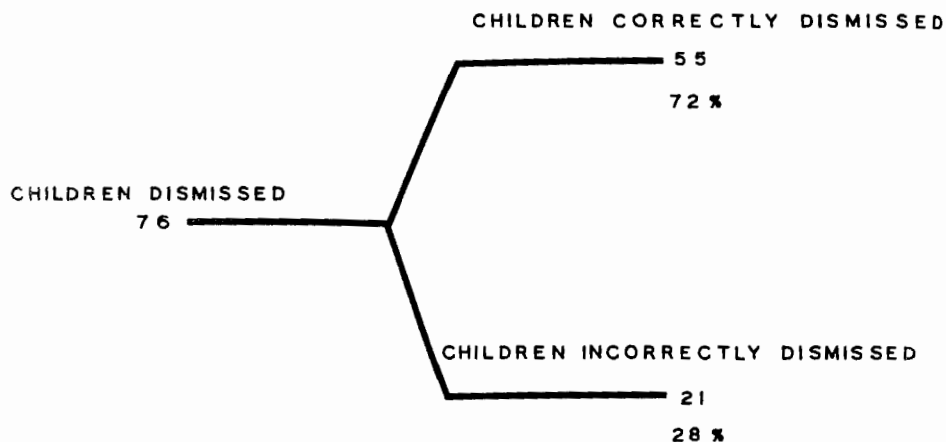 CHILDREN CORRECTLY DISMISSED
55
72%
CHILDREN DISMISSED
76
CHILDREN INCORRECTLY DISMISSED
21
28%